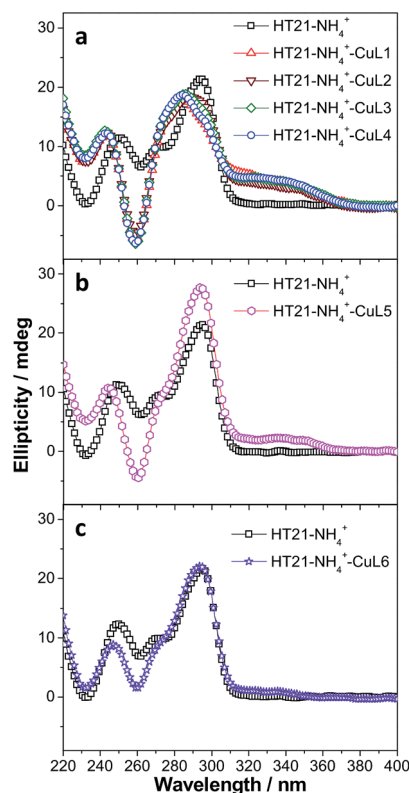 a
HT21-NH₄⁺
HT21-NH₄⁺-CuL1
HT21-NH₄⁺-CuL2
HT21-NH₄⁺-CuL3
HT21-NH₄⁺-CuL4
30
20
10
0
b
HT21-NH₄⁺
HT21-NH₄⁺-CuL5
30
20
10
0
Ellipticity / mdeg
c
HT21-NH₄⁺
HT21-NH₄⁺-CuL6
30
20
10
0
220 240 260 280 300 320 340 360 380 400
Wavelength / nm